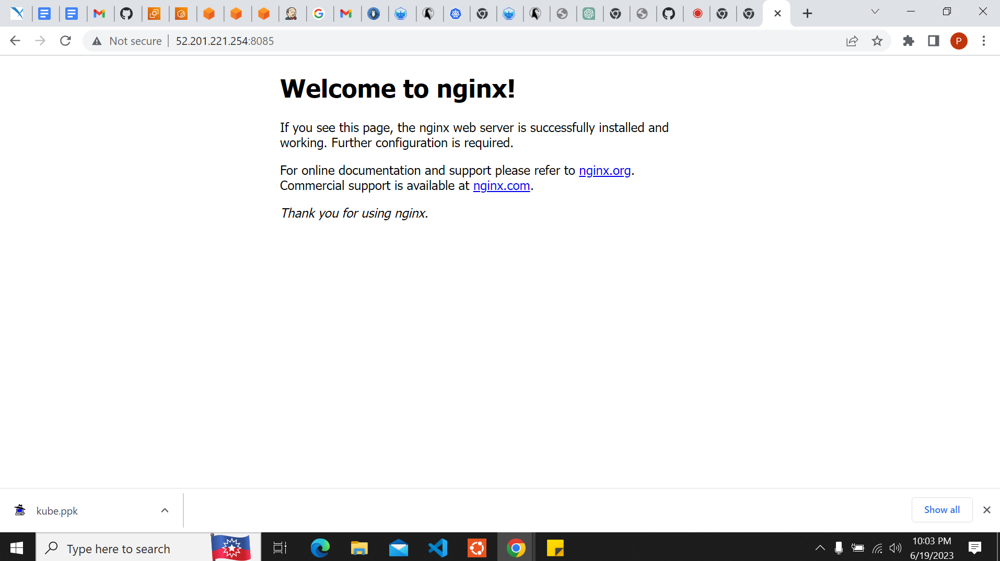 Not secure
52.201.221.254:8085
P
Welcome to nginx!
If you see this page, the nginx web server is successfully installed and
working. Further configuration is required.
For online documentation and support please refer to nginx.org.
Commercial support is available at nginx.com.
Thank you for using nginx.
kube.ppk
Show all
Type here to search
10:03 PM
6/19/2023